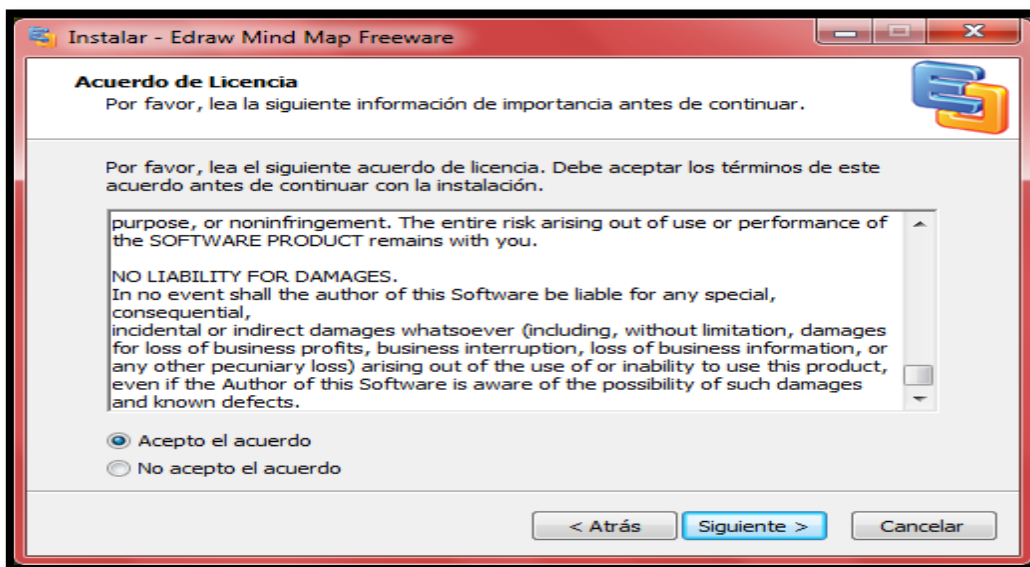 Instalar - Edraw Mind Map Freeware
Acuerdo de Licencia
Por favor, lea la siguiente información de importancia antes de continuar.
Por favor, lea el siguiente acuerdo de licencia. Debe aceptar los términos de este
acuerdo antes de continuar con la instalación.
purpose, or noninfringement. The entire risk arising out of use or performance of
the SOFTWARE PRODUCT remains with you.
NO LIABILITY FOR DAMAGES.
In no event shall the author of this Software be liable for any special,
consequential,
incidental or indirect damages whatsoever (including, without limitation, damages
for loss of business profits, business interruption, loss of business information, or
any other pecuniary loss) arising out of the use of or inability to use this product,
even if the Author of this Software is aware of the possibility of such damages
and known defects.
Acepto el acuerdo
No acepto el acuerdo
< Atrás
Siguiente >
Cancelar